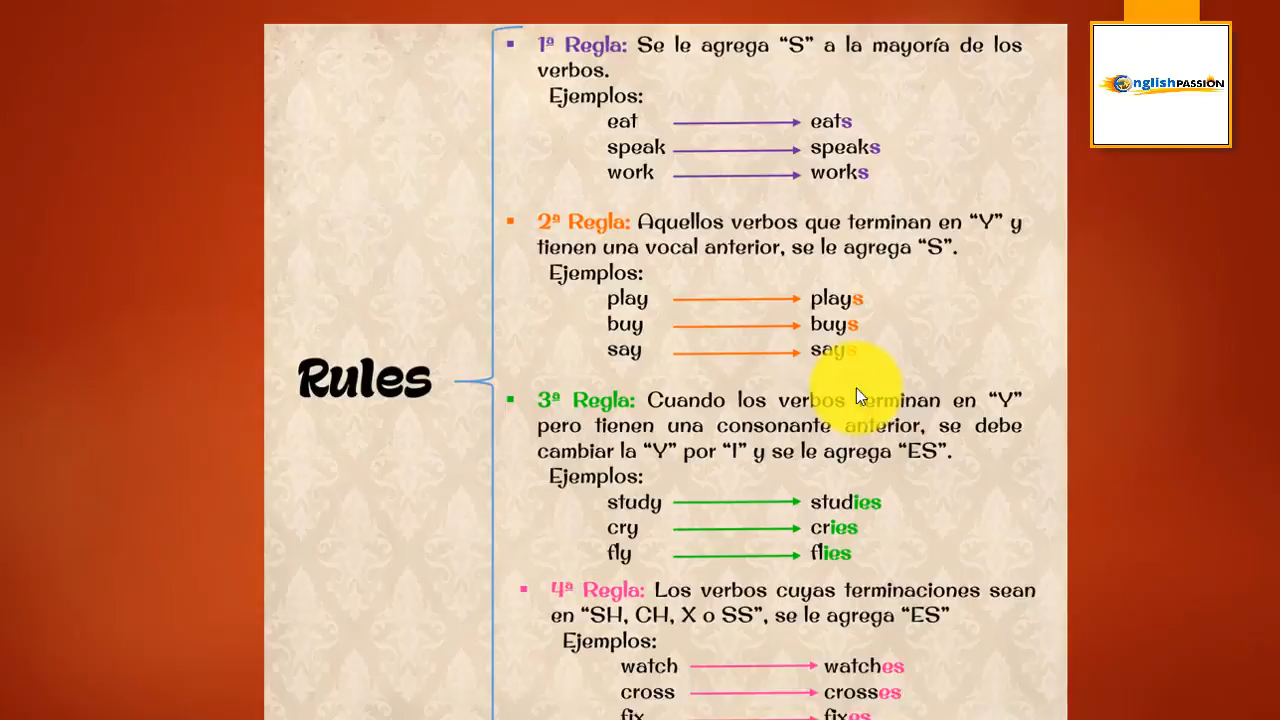 EnglishPASSION
1ª Regla: Se le agrega “S” a la mayoría de los
verbos.
Ejemplos:
eat eats
speak speaks
work works
2ª Regla: Aquellos verbos que terminan en “Y” y
tienen una vocal anterior, se le agrega “S”.
Ejemplos:
play plays
buy buys
say says
Rules
3ª Regla: Cuando los verbos terminan en “Y”
pero tienen una consonante anterior, se debe
cambiar la “Y” por “I” y se le agrega “ES”.
Ejemplos:
study studies
cry cries
fly flies
4ª Regla: Los verbos cuyas terminaciones sean
en “SH, CH, X o SS”, se le agrega “ES”
Ejemplos:
watch watches
cross crosses
fix fixes